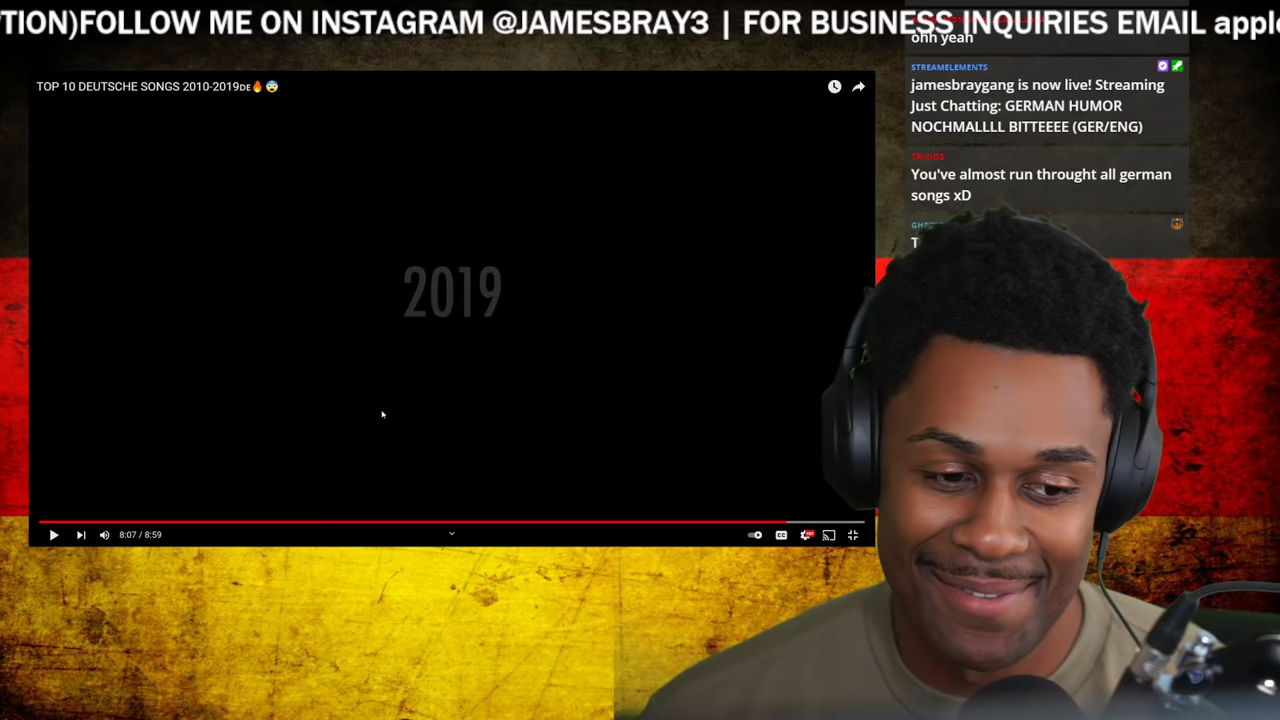 TION)FOLLOW ME ON INSTAGRAM @JAMESBRAY3 | FOR BUSINESS INQUIRIES EMAIL apple
ohh yeah
TOP 10 DEUTSCHE SONGS 2010-2019DE🔥😨
STREAMELEMENTS
jamesbraygang is now live! Streaming
Just Chatting: GERMAN HUMOR
NOCHMALLLL BITTEEEE (GER/ENG)
TRIXIOS
You've almost run throught all german
songs xD
2019
8:07 / 8:59